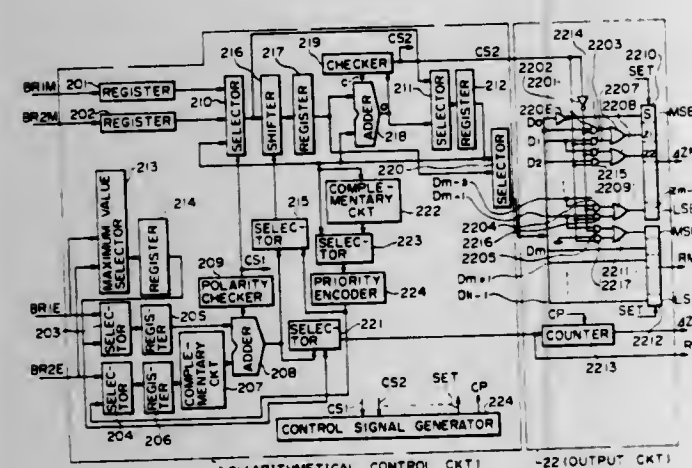 216 217 219 CS2 CS2 2214 2203 2210
CHECKER 2202 2201 2207 SET
BR1M 201 REGISTER
BR2M 202 REGISTER
210 SELECTOR
SHIFTER
REGISTER
C
ADDER
218
211 SELECTOR
REGISTER
212
2208
S
MSB
D0
D1
D2
213
MAXIMUM VALUE SELECTOR
214
REGISTER
215
220
SELECTOR
COMPLEMENTARY CKT
222
Dm-2
Dm-1
2215
2209
2204
2216
2205
LSB
SELECTOR
SELECTOR
223
Dm
RM
209 CS1
POLARITY CHECKER
PRIORITY ENCODER
224
Dm+1
2211
2217
BR1E
203
SELECTOR
205
REGISTER
ADDER
208
SELECTOR
221
Dk-1
CP
SET
COUNTER
2212
BR2E
SELECTOR
REGISTER
COMPLEMENTARY CKT
207
204 206
2213
CS1 CS2 SET CP 224
CONTROL SIGNAL GENERATOR
CONTROL CKT)
22(OUTPUT CKT)